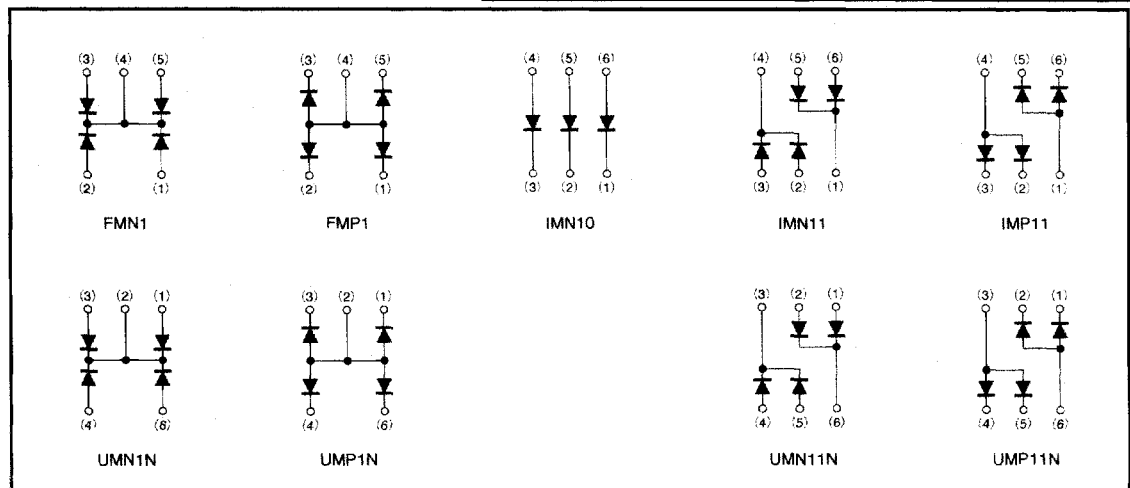 (3) (4) (5) (3) (4) (5) (4) (5) (6) (4) (5) (6) (4) (5) (6)
(2) (1) (2) (1) (3) (2) (1) (3) (2) (1) (3) (2) (1)
FMN1 FMP1 IMN10 IMN11 IMP11
(3) (2) (1) (3) (2) (1) (3) (2) (1) (3) (2) (1)
(4) (6) (4) (6) (4) (5) (6) (4) (5) (6)
UMN1N UMP1N UMN11N UMP11N